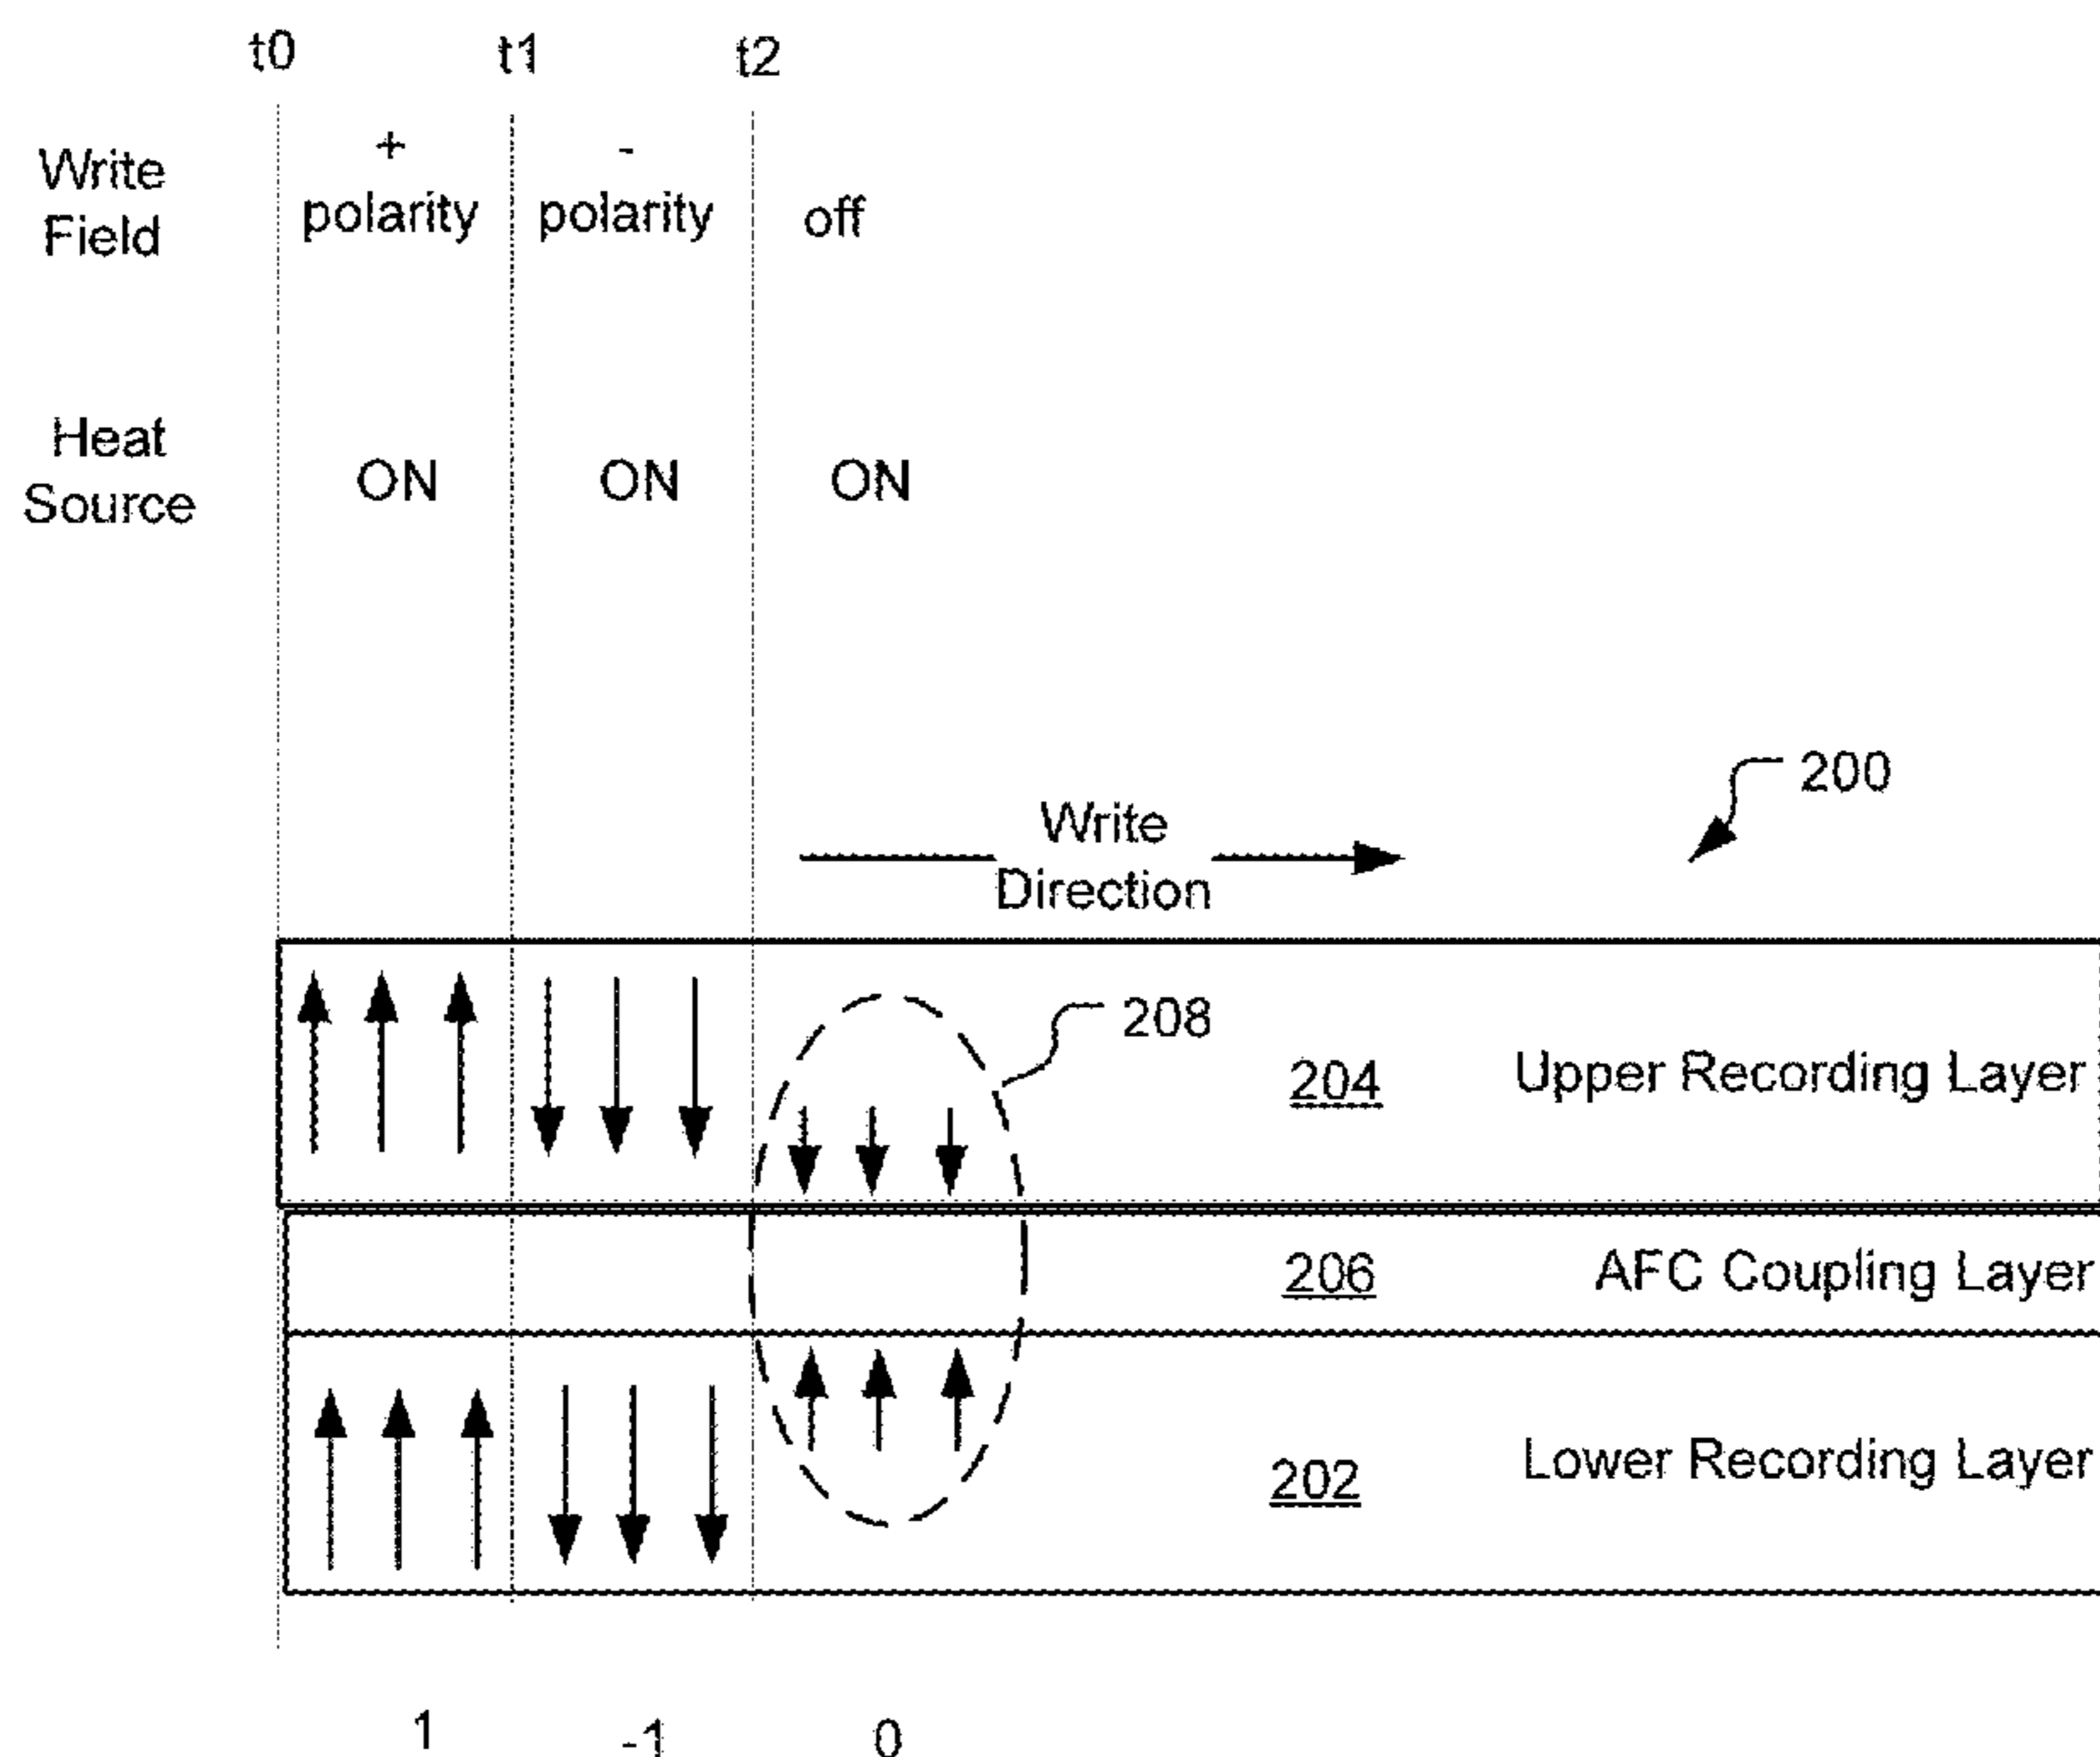 t0 t1 t2
Write
Field
+
polarity
-
polarity
off
Heat
Source
ON ON ON
Write
Direction
200
208
204 Upper Recording Layer
206 AFC Coupling Layer
202 Lower Recording Layer
1 -1 0